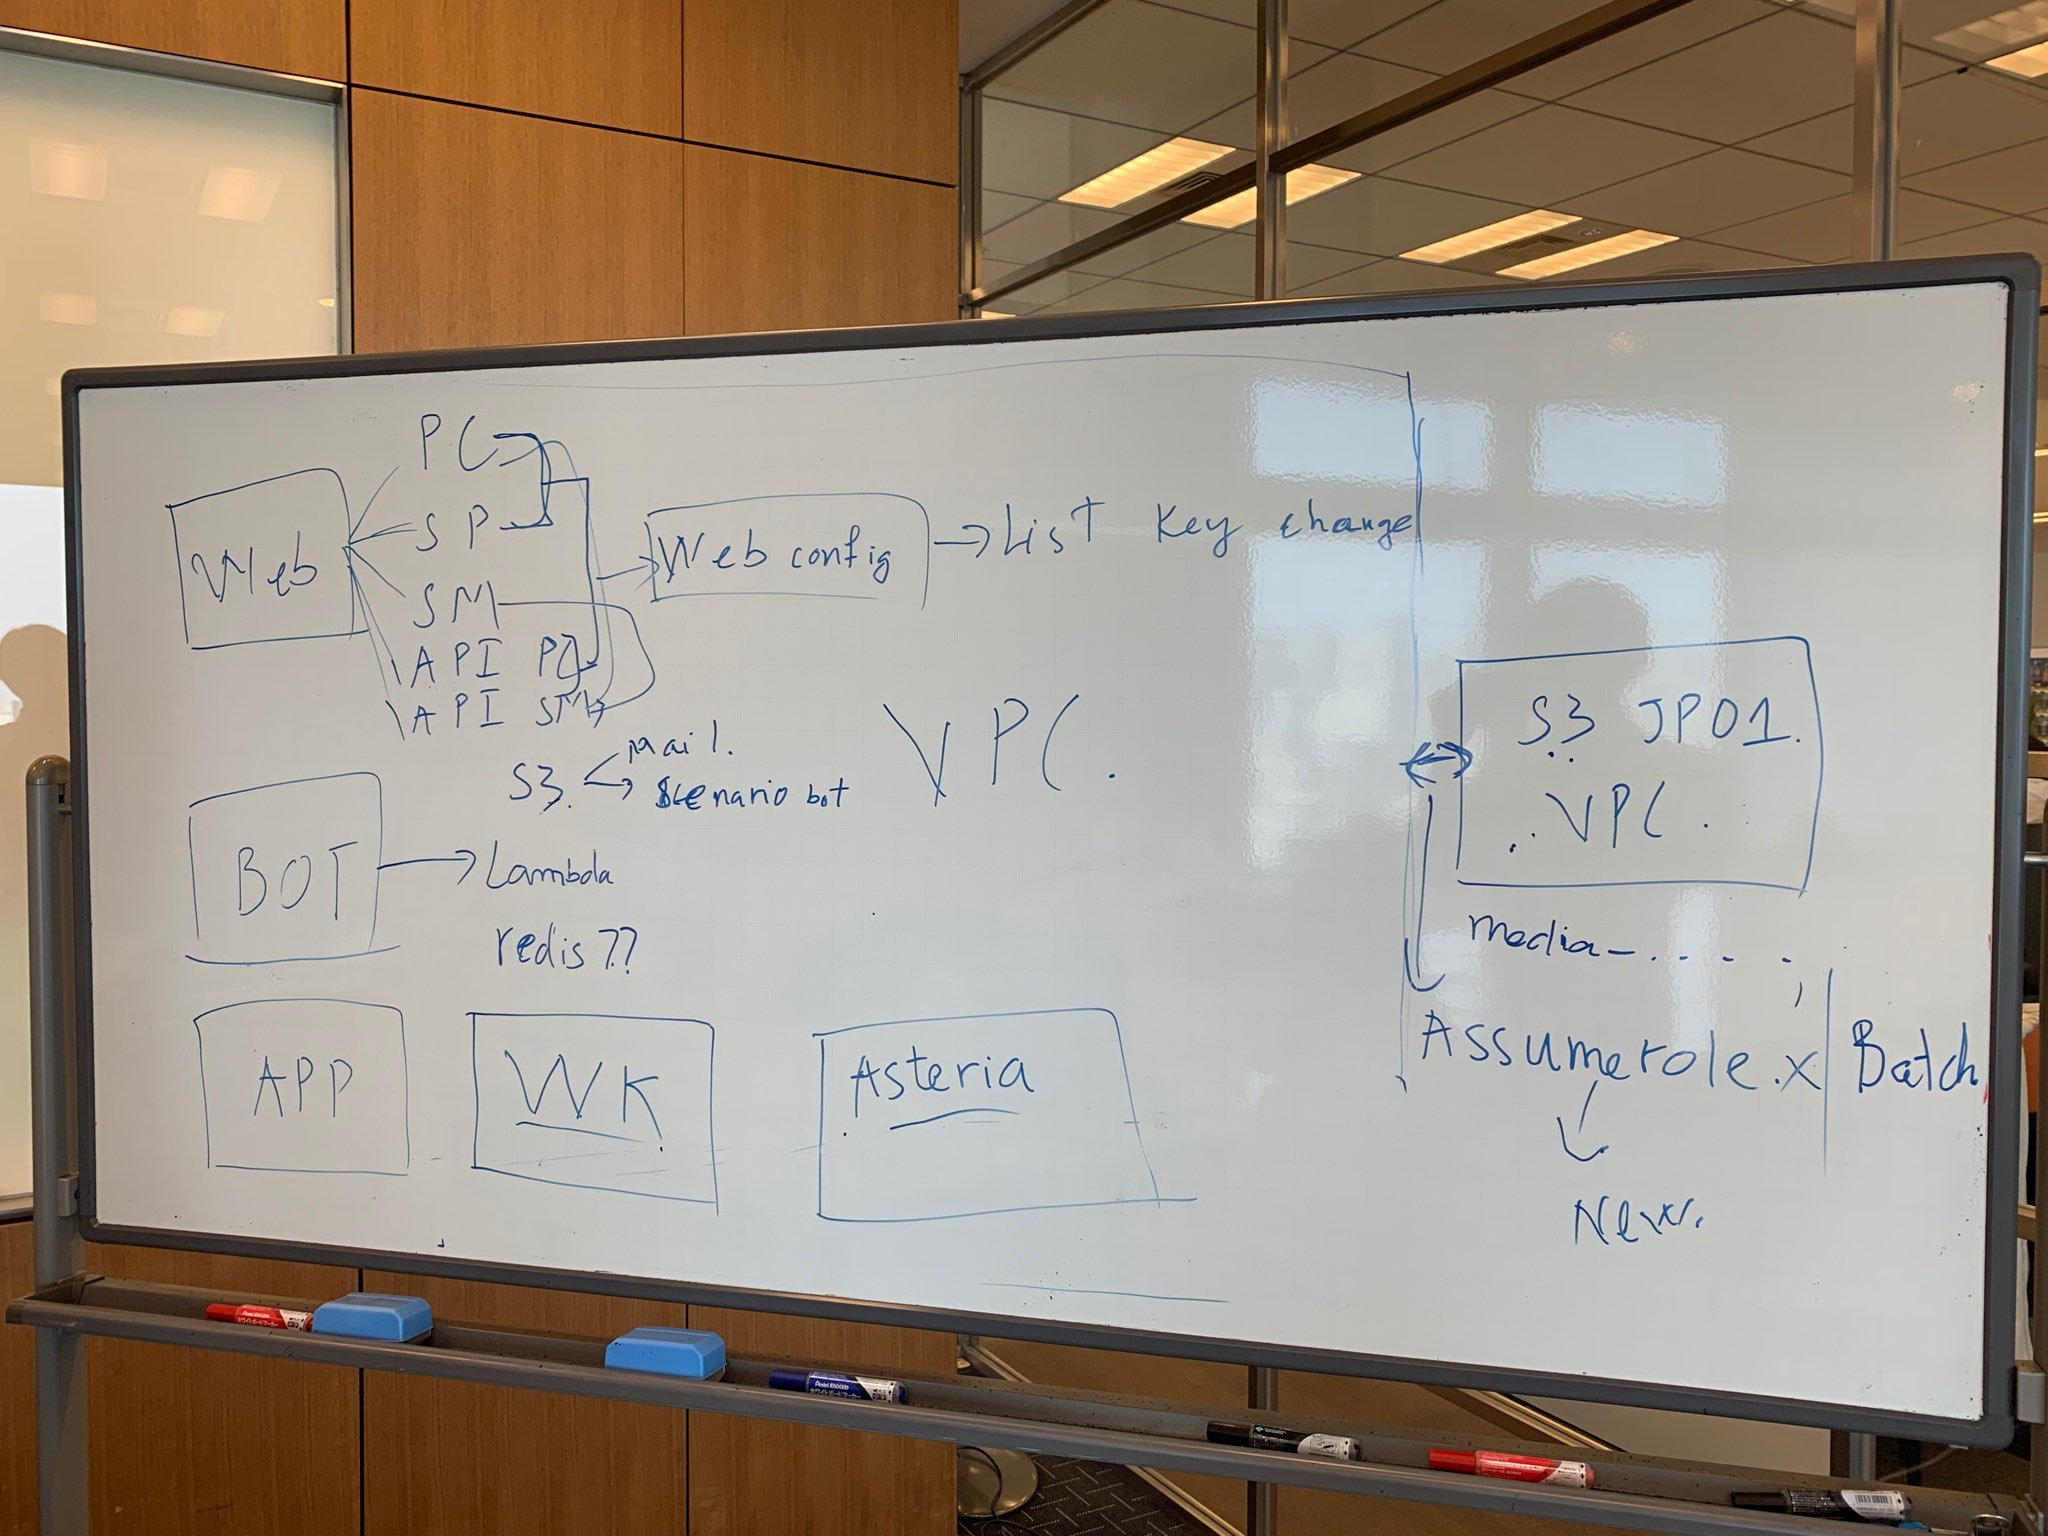 PC
SP
SM
API PC
API SM
Web
Web config
List key change
S3.
mail.
scenario bot
VPC.
BOT
Lambda
redis??
APP
WK
Asteria
S3 JP01.
VPC.
media-.....
Assumerole.x
Batch
New.